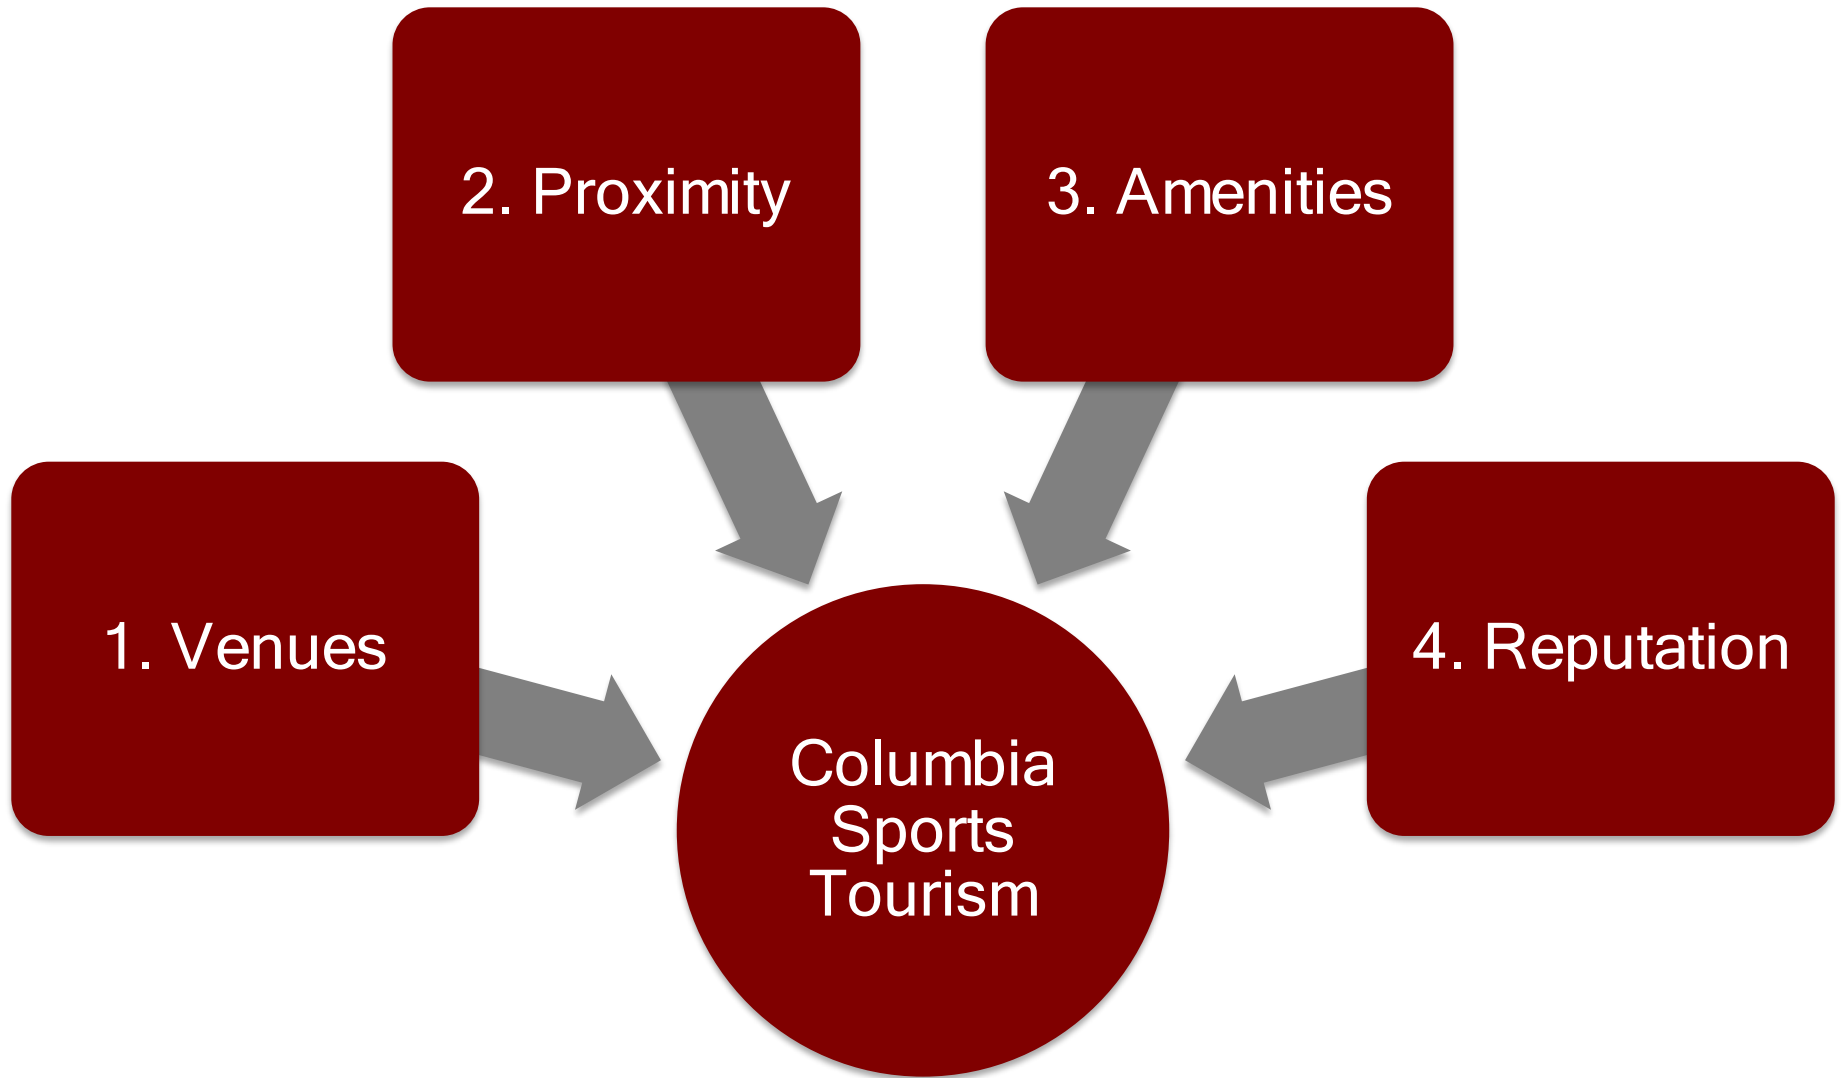 1. Venues
2. Proximity
3. Amenities
4. Reputation
Columbia
Sports
Tourism